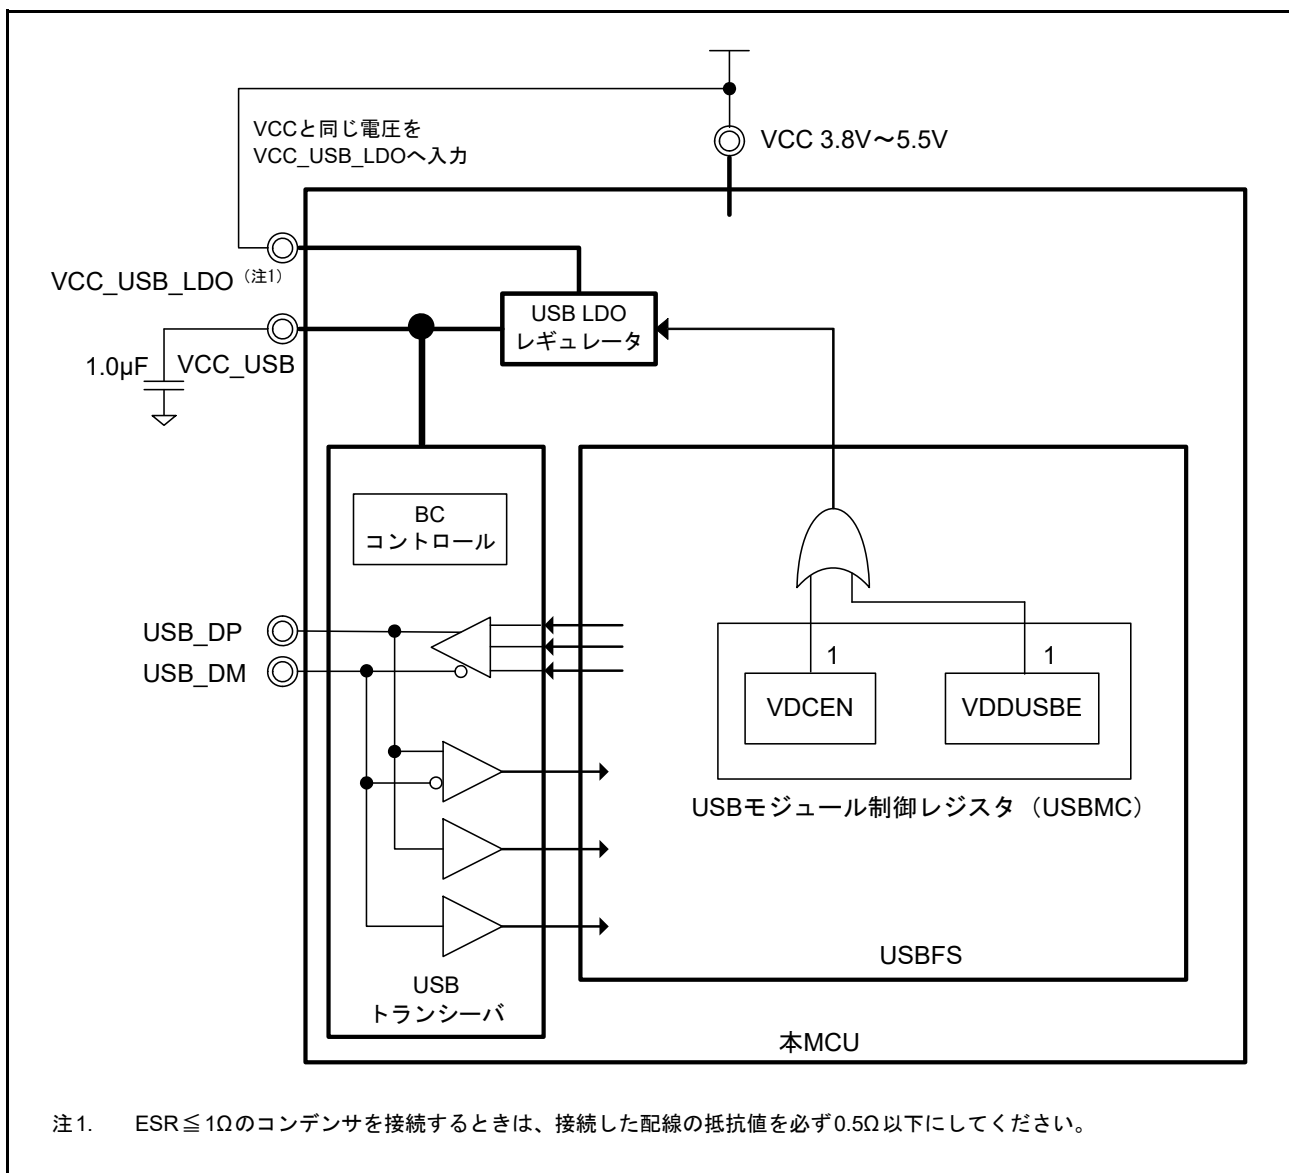 VCCと同じ電圧を
VCC_USB_LDOへ入力
VCC 3.8V～5.5V
VCC_USB_LDO（注1）
USB LDO
レギュレータ
1.0µF
VCC_USB
BC
コントロール
USB_DP
USB_DM
1
1
VDCEN
VDDUSBE
USBモジュール制御レジスタ（USBMC）
USBFS
USB
トランシーバ
本MCU
注1. ESR≦1Ωのコンデンサを接続するときは、接続した配線の抵抗値を必ず0.5Ω以下にしてください。